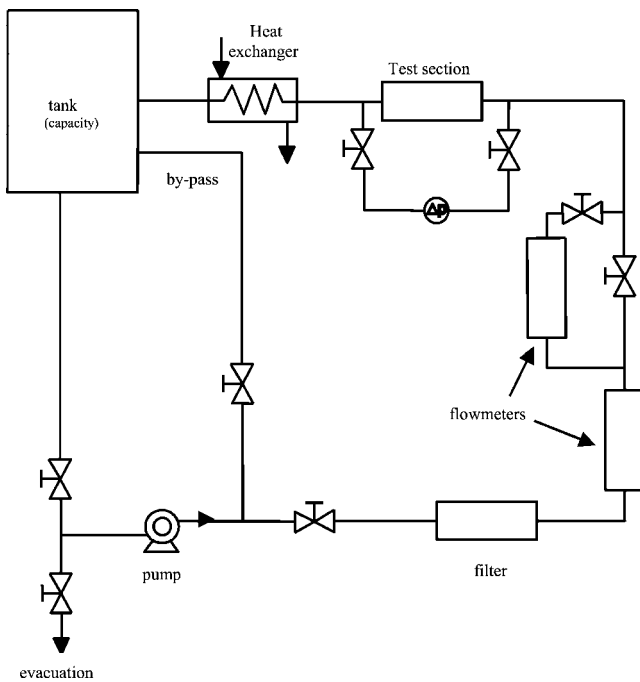 Heat
exchanger
Test section
tank
(capacity)
by-pass
Δp
flowmeters
pump
filter
evacuation